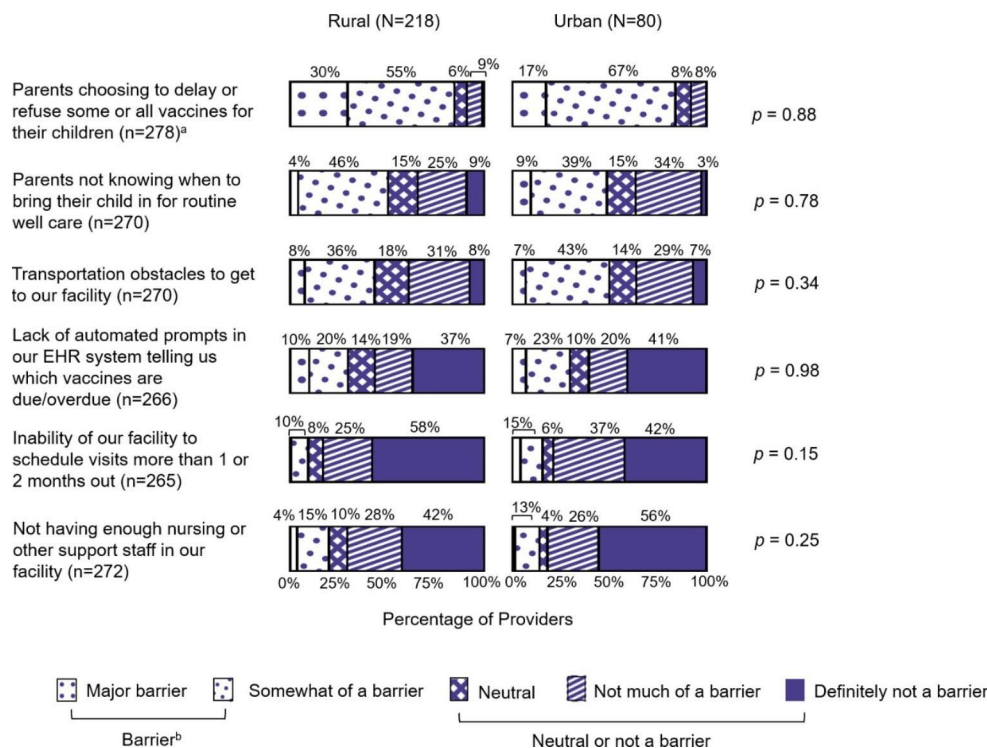 Rural (N=218) Urban (N=80)
30% 55% 6% 9% 17% 67% 8% 8%
Parents choosing to delay or
refuse some or all vaccines for
their children (n=278)ᵃ
p = 0.88
4% 46% 15% 25% 9% 9% 39% 15% 34% 3%
Parents not knowing when to
bring their child in for routine
well care (n=270)
p = 0.78
8% 36% 18% 31% 8% 7% 43% 14% 29% 7%
Transportation obstacles to get
to our facility (n=270)
p = 0.34
10% 20% 14% 19% 37% 7% 23% 10% 20% 41%
Lack of automated prompts in
our EHR system telling us
which vaccines are
due/overdue (n=266)
p = 0.98
10% 8% 25% 58% 15% 6% 37% 42%
Inability of our facility to
schedule visits more than 1 or
2 months out (n=265)
p = 0.15
4% 15% 10% 28% 42% 13% 4% 26% 56%
Not having enough nursing or
other support staff in our
facility (n=272)
p = 0.25
0% 25% 50% 75% 100% 0% 25% 50% 75% 100%
Percentage of Providers
Major barrier Somewhat of a barrier Neutral Not much of a barrier Definitely not a barrier
Barrierᵇ Neutral or not a barrier